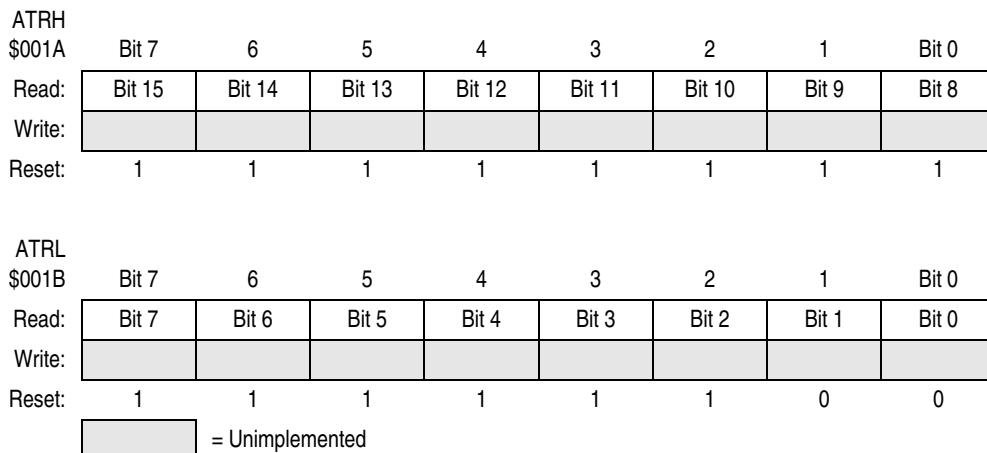 ATRH
$001A Bit 7 6 5 4 3 2 1 Bit 0
Read: Bit 15 Bit 14 Bit 13 Bit 12 Bit 11 Bit 10 Bit 9 Bit 8
Write:
Reset: 1 1 1 1 1 1 1 1
ATRL
$001B Bit 7 6 5 4 3 2 1 Bit 0
Read: Bit 7 Bit 6 Bit 5 Bit 4 Bit 3 Bit 2 Bit 1 Bit 0
Write:
Reset: 1 1 1 1 1 1 0 0
= Unimplemented